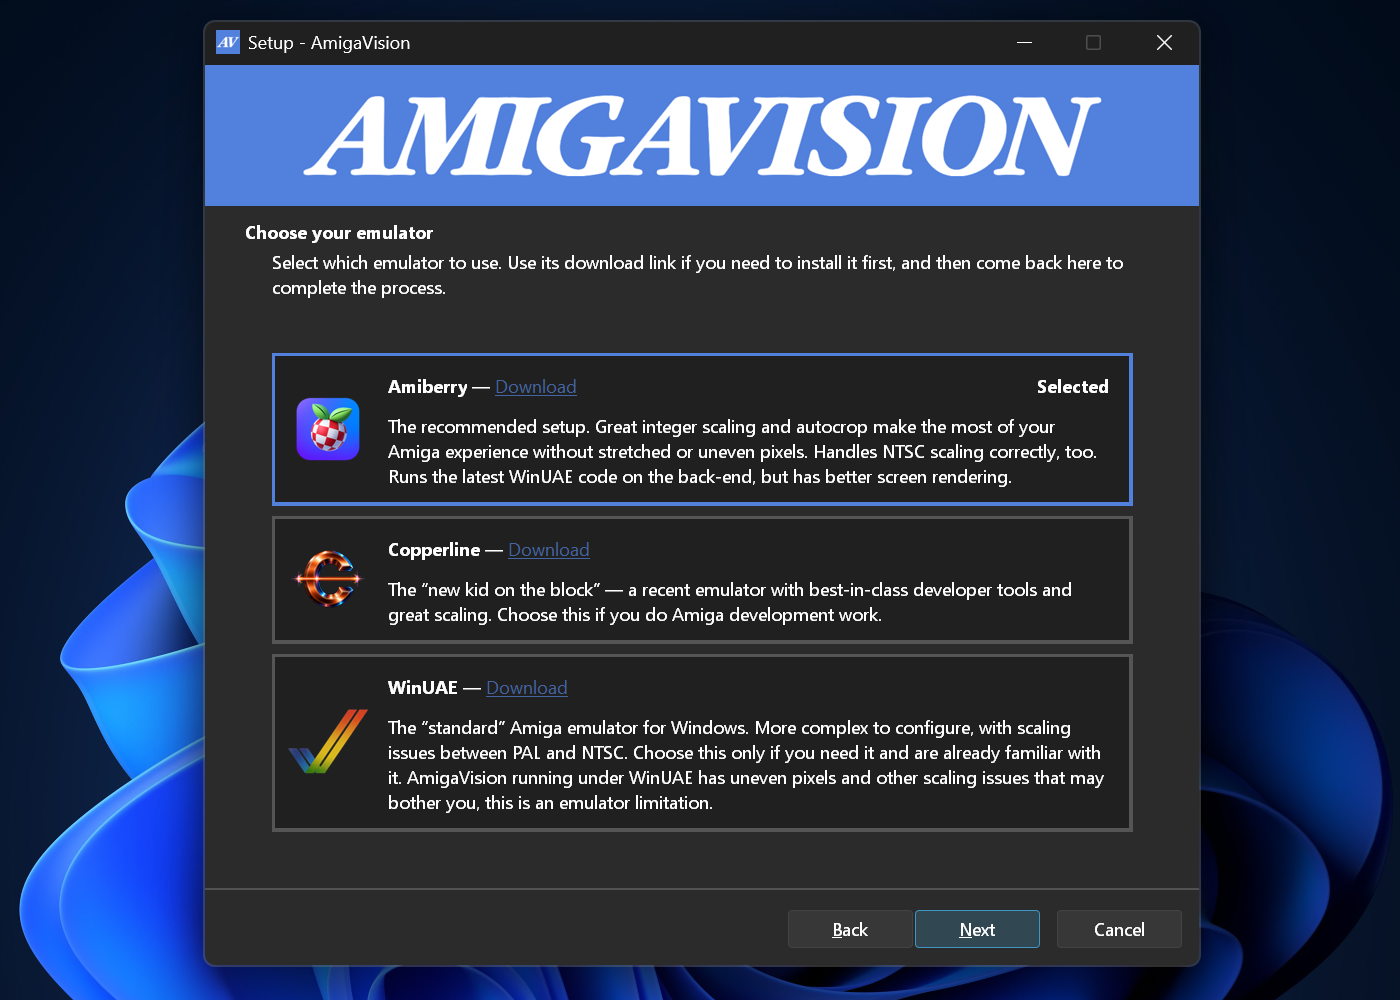 AV Setup - AmigaVision
AMIGAVISION
Choose your emulator
Select which emulator to use. Use its download link if you need to install it first, and then come back here to
complete the process.
Amiberry — Download
Selected
The recommended setup. Great integer scaling and autocrop make the most of your
Amiga experience without stretched or uneven pixels. Handles NTSC scaling correctly, too.
Runs the latest WinUAE code on the back-end, but has better screen rendering.
Copperline — Download
The “new kid on the block” — a recent emulator with best-in-class developer tools and
great scaling. Choose this if you do Amiga development work.
WinUAE — Download
The “standard” Amiga emulator for Windows. More complex to configure, with scaling
issues between PAL and NTSC. Choose this only if you need it and are already familiar with
it. AmigaVision running under WinUAE has uneven pixels and other scaling issues that may
bother you, this is an emulator limitation.
Back
Next
Cancel